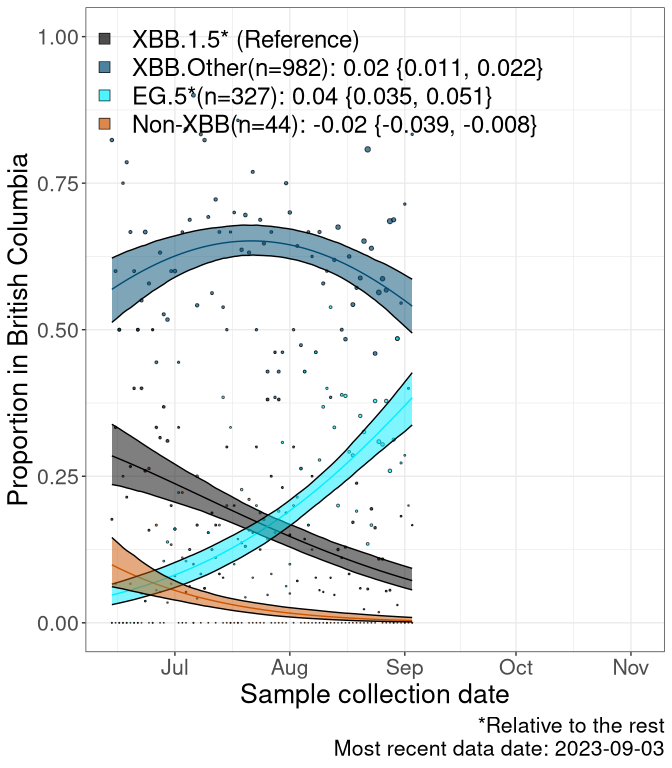 1.00
0.75
0.50
0.25
0.00
Proportion in British Columbia
XBB.1.5* (Reference)
XBB.Other(n=982): 0.02 {0.011, 0.022}
EG.5*(n=327): 0.04 {0.035, 0.051}
Non-XBB(n=44): -0.02 {-0.039, -0.008}
Jul Aug Sep Oct Nov
Sample collection date
*Relative to the rest
Most recent data date: 2023-09-03